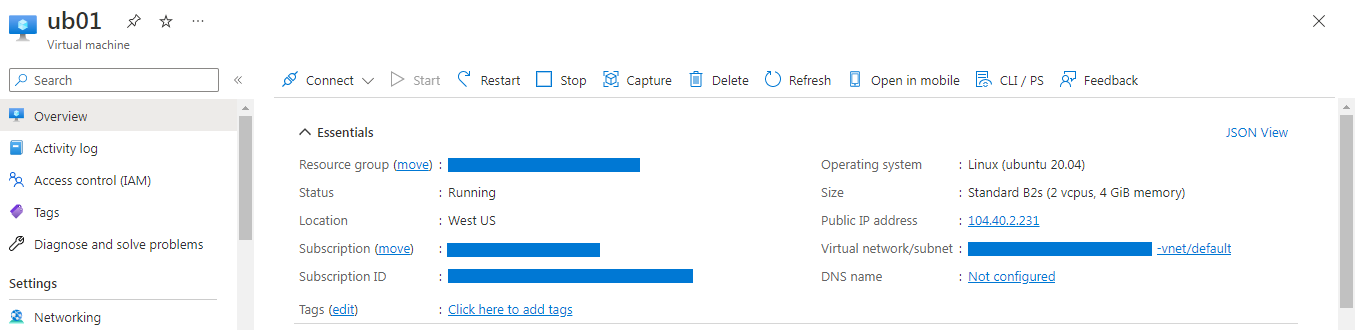 ub01
Virtual machine
Search
Connect Start Restart Stop Capture Delete Refresh Open in mobile CLI / PS Feedback
Overview
Activity log
Access control (IAM)
Tags
Diagnose and solve problems
Settings
Networking
Essentials JSON View
Resource group (move) :
Status : Running
Location : West US
Subscription (move) :
Subscription ID :
Tags (edit) : Click here to add tags
Operating system : Linux (ubuntu 20.04)
Size : Standard B2s (2 vcpus, 4 GiB memory)
Public IP address : 104.40.2.231
Virtual network/subnet : -vnet/default
DNS name : Not configured